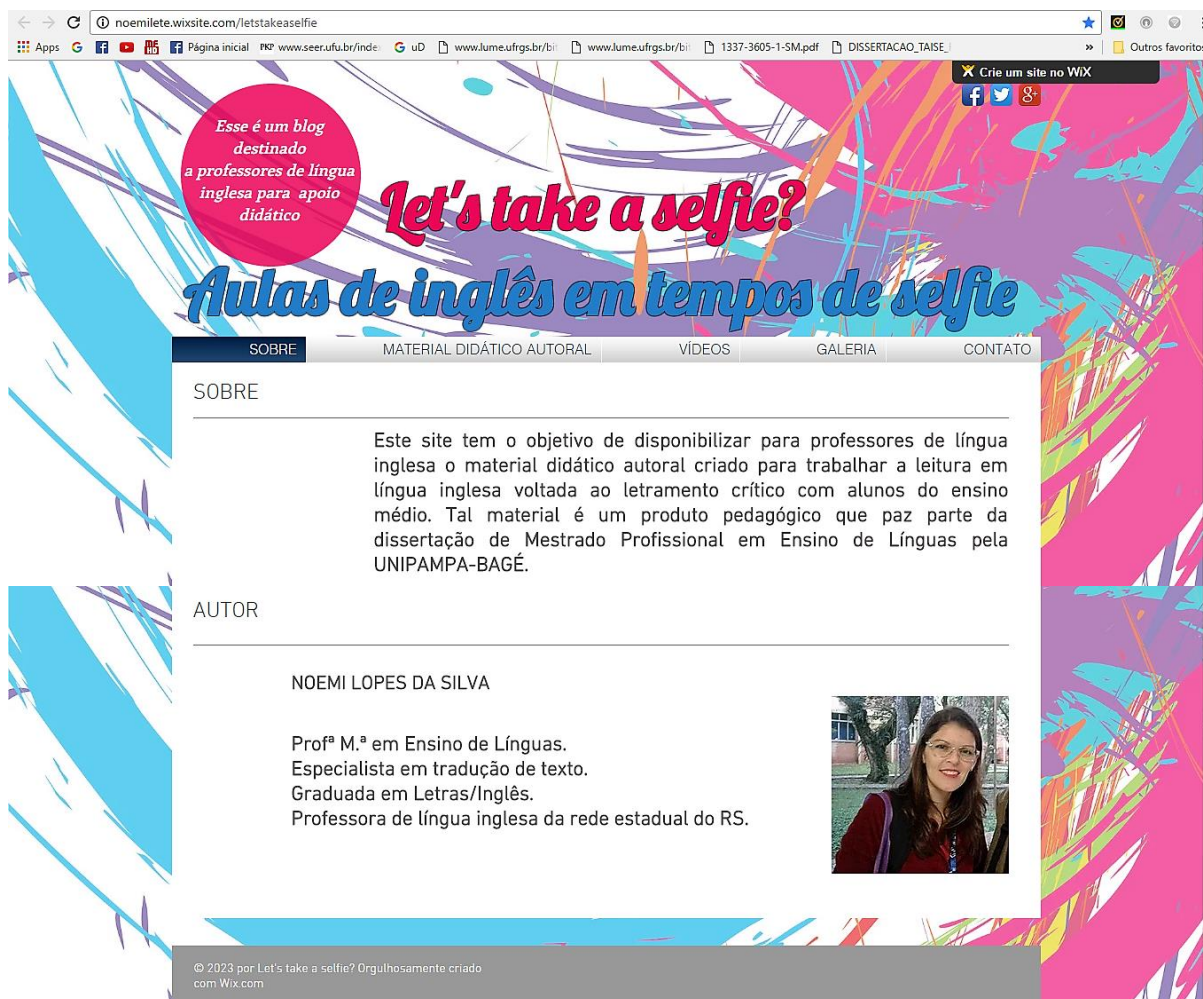 noemilete.wixsite.com/letstakeaselfie
Apps Página inicial PKP www.seer.ufu.br/inde uD www.lume.ufrgs.br/bit www.lume.ufrgs.br/bit 1337-3605-1-SM.pdf DISSERTACAO_TAISE_ » Outros favoritos
Crie um site no WiX
Esse é um blog
destinado
a professores de língua
inglesa para apoio
didático
Let's take a selfie?
Aulas de inglês em tempos de selfie
SOBRE MATERIAL DIDÁTICO AUTORAL VÍDEOS GALERIA CONTATO
SOBRE
Este site tem o objetivo de disponibilizar para professores de língua
inglesa o material didático autoral criado para trabalhar a leitura em
língua inglesa voltada ao letramento crítico com alunos do ensino
médio. Tal material é um produto pedagógico que paz parte da
dissertação de Mestrado Profissional em Ensino de Línguas pela
UNIPAMPA-BAGÉ.
AUTOR
NOEMI LOPES DA SILVA
Profª M.ª em Ensino de Línguas.
Especialista em tradução de texto.
Graduada em Letras/Inglês.
Professora de língua inglesa da rede estadual do RS.
© 2023 por Let's take a selfie? Orgulhosamente criado
com Wix.com